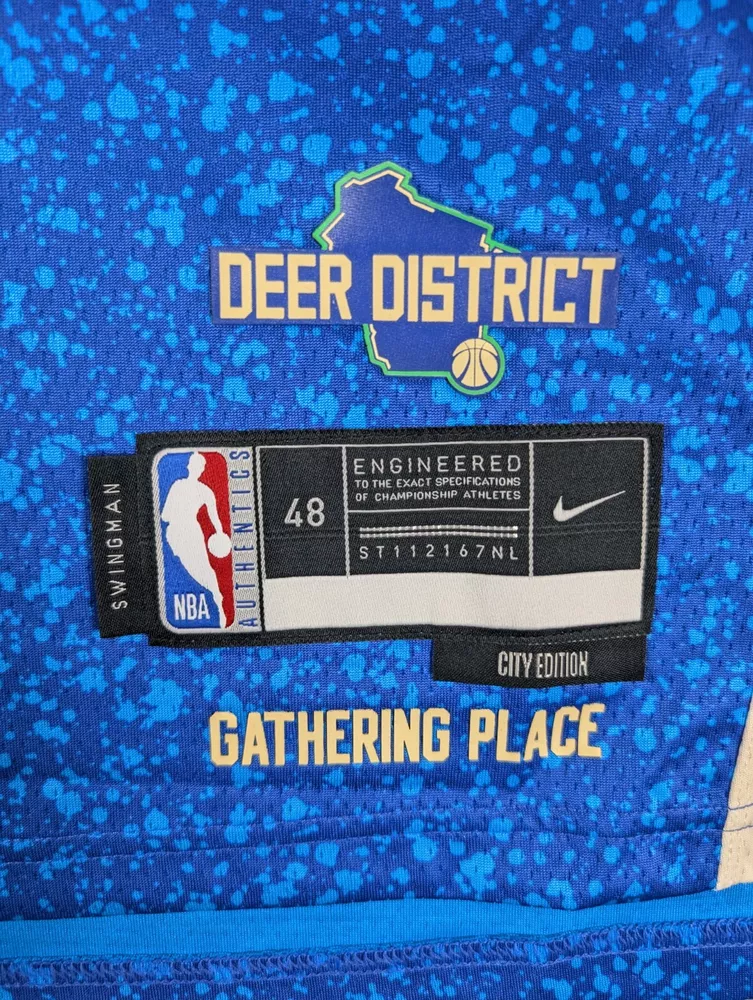 DEER DISTRICT
SWINGMAN
NBA
AUTHENTICS
48
ENGINEERED
TO THE EXACT SPECIFICATIONS
OF CHAMPIONSHIP ATHLETES
ST112167NL
CITY EDITION
GATHERING PLACE